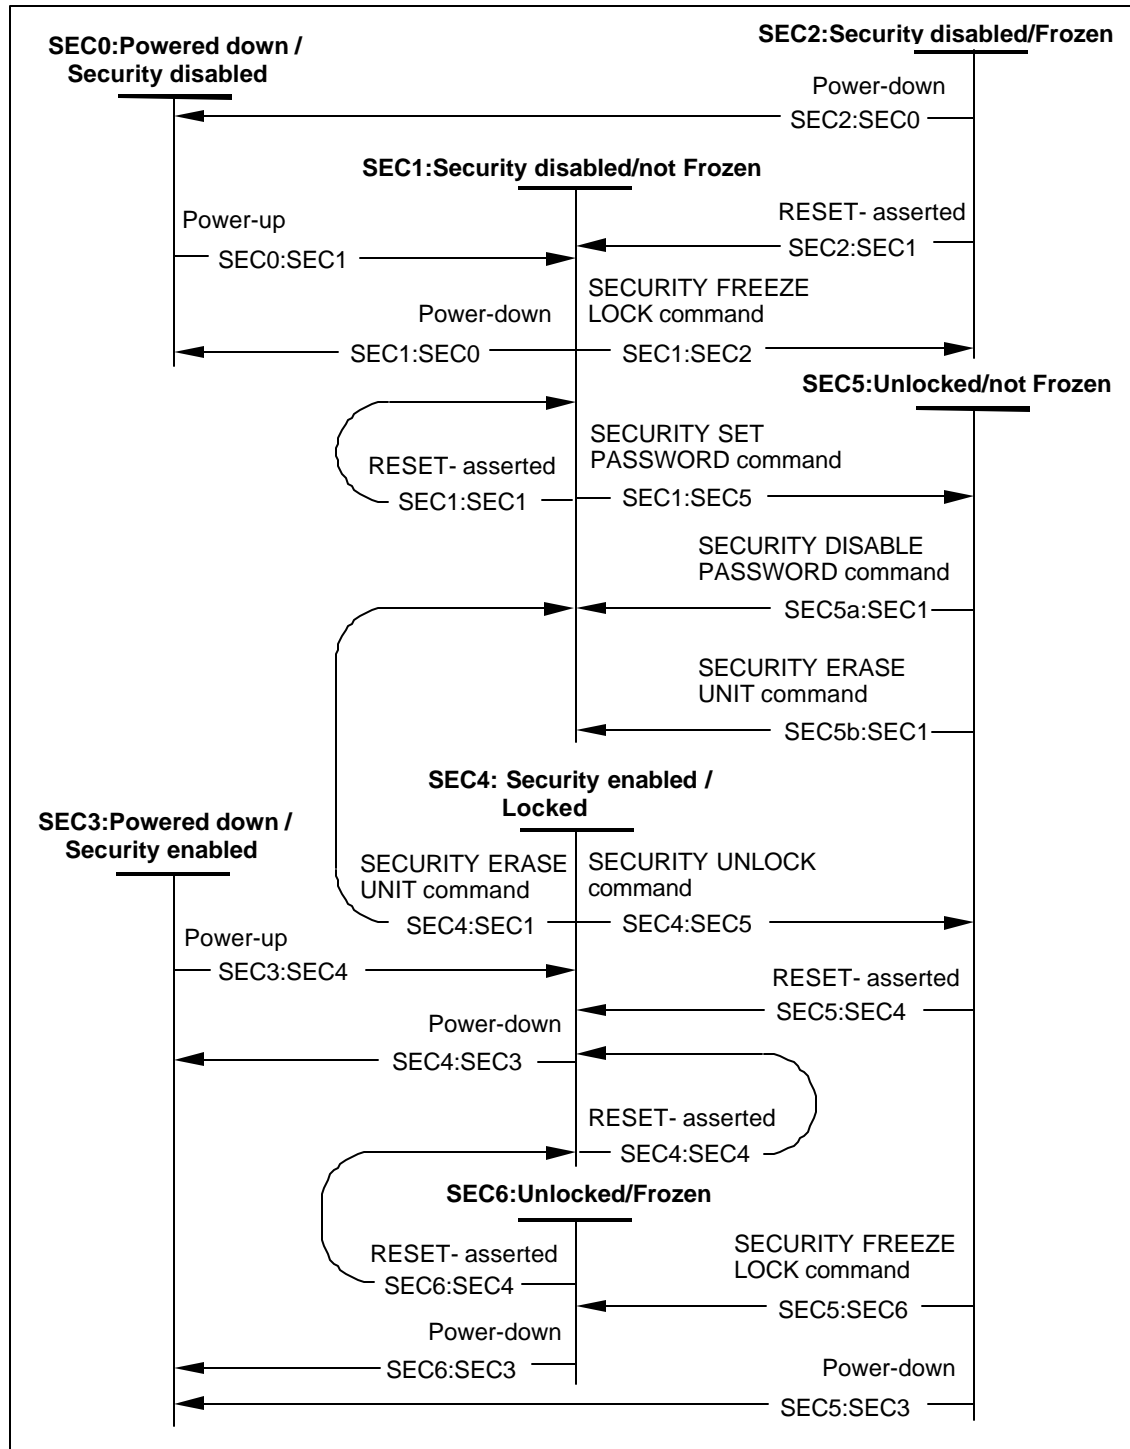 SEC0:Powered down /
Security disabled
SEC2:Security disabled/Frozen
Power-down
SEC2:SEC0
SEC1:Security disabled/not Frozen
Power-up
RESET- asserted
SEC0:SEC1
SEC2:SEC1
SECURITY FREEZE
LOCK command
Power-down
SEC1:SEC0
SEC1:SEC2
SEC5:Unlocked/not Frozen
SECURITY SET
PASSWORD command
RESET- asserted
SEC1:SEC1
SEC1:SEC5
SECURITY DISABLE
PASSWORD command
SEC5a:SEC1
SECURITY ERASE
UNIT command
SEC5b:SEC1
SEC4: Security enabled /
Locked
SEC3:Powered down /
Security enabled
SECURITY ERASE
UNIT command
SECURITY UNLOCK
command
SEC4:SEC1
SEC4:SEC5
Power-up
SEC3:SEC4
RESET- asserted
SEC5:SEC4
Power-down
SEC4:SEC3
RESET- asserted
SEC4:SEC4
SEC6:Unlocked/Frozen
RESET- asserted
SEC6:SEC4
SECURITY FREEZE
LOCK command
SEC5:SEC6
Power-down
SEC6:SEC3
Power-down
SEC5:SEC3